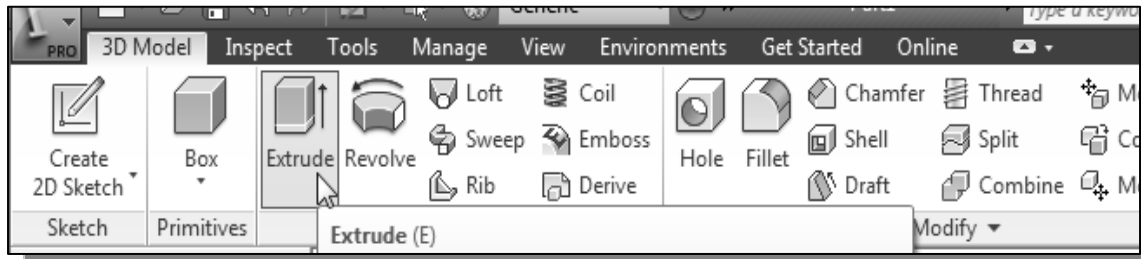 Generic
PRO 3D Model Inspect Tools Manage View Environments Get Started Online
Loft Coil Chamfer Thread
Create 2D Sketch Box Extrude Revolve Sweep Emboss Hole Fillet Shell Split
Rib Derive Draft Combine
Sketch Primitives Modify
Extrude (E)